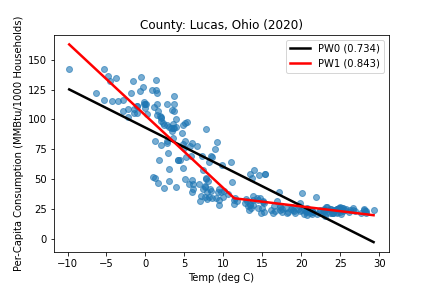 County: Lucas, Ohio (2020)
PW0 (0.734)
PW1 (0.843)
Per-Capita Consumption (MMBtu/1000 Households)
150
125
100
75
50
25
0
−10 −5 0 5 10 15 20 25 30
Temp (deg C)